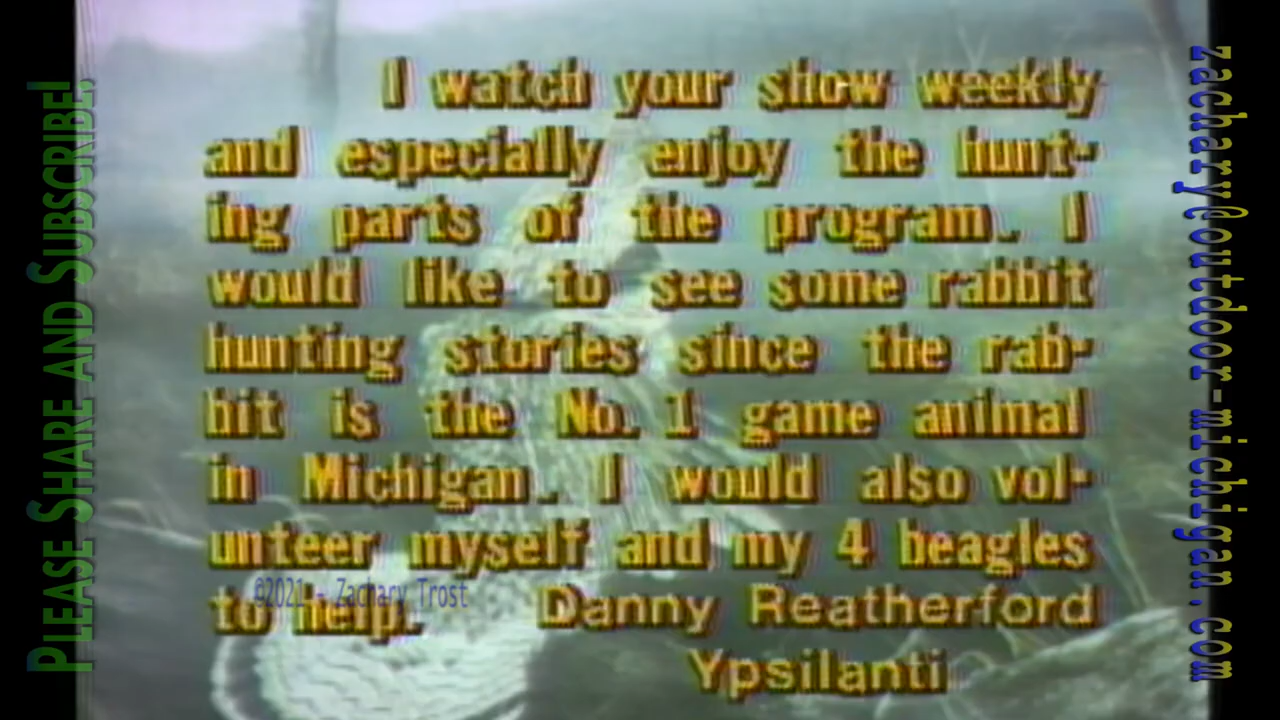 I watch your show weekly
and especially enjoy the hunt-
ing parts of the program. I
would like to see some rabbit
hunting stories since the rab-
bit is the No. 1 game animal
in Michigan. I would also vol-
unteer myself and my 4 beagles
to help. Danny Reatherford
Ypsilanti
©2021 - Zachary Trost
PLEASE SHARE AND SUBSCRIBE!
zachary@outdoor-michigan.com